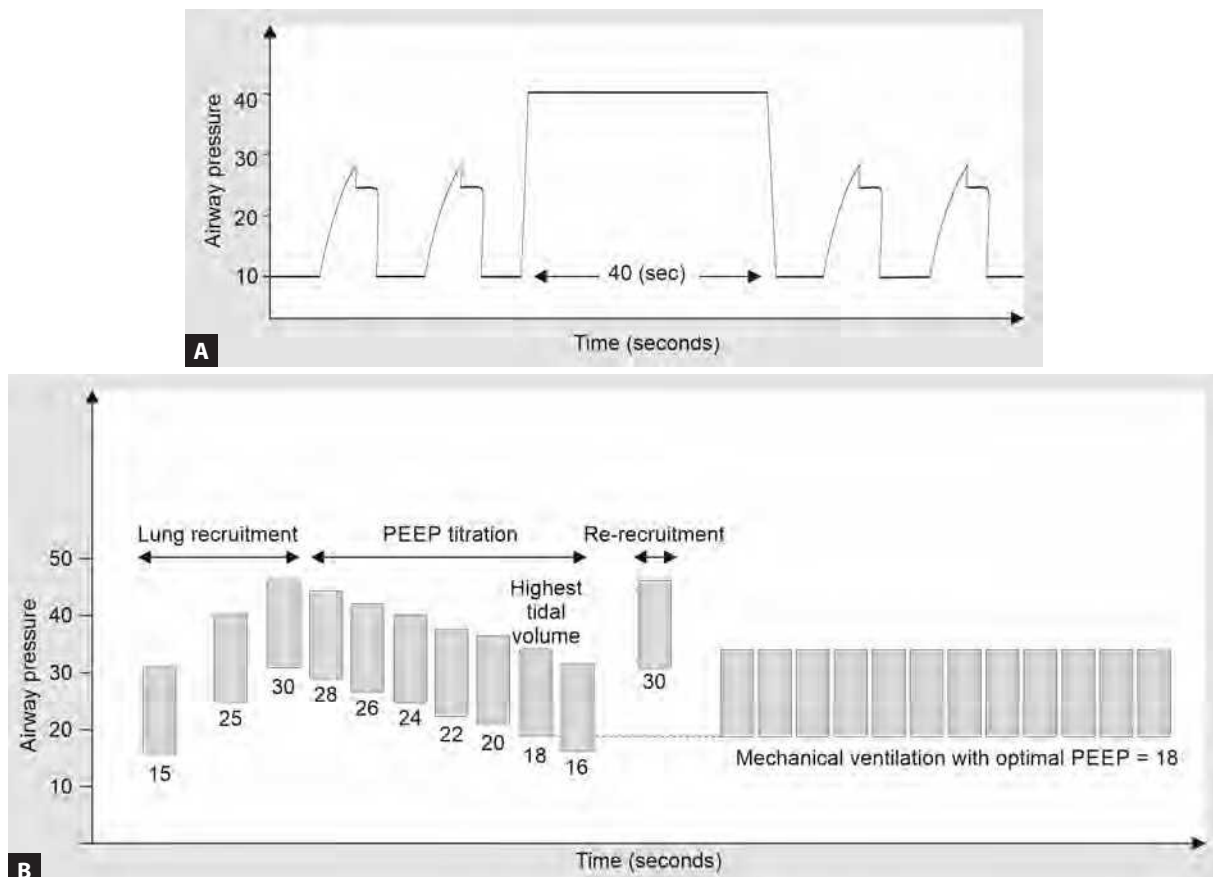 Airway pressure
40
30
20
10
40 (sec)
Time (seconds)
A
Airway pressure
50
40
30
20
10
Lung recruitment
PEEP titration
Re-recruitment
Highest
tidal
volume
15
25
30
28
26
24
22
20
18
16
30
Mechanical ventilation with optimal PEEP = 18
Time (seconds)
B